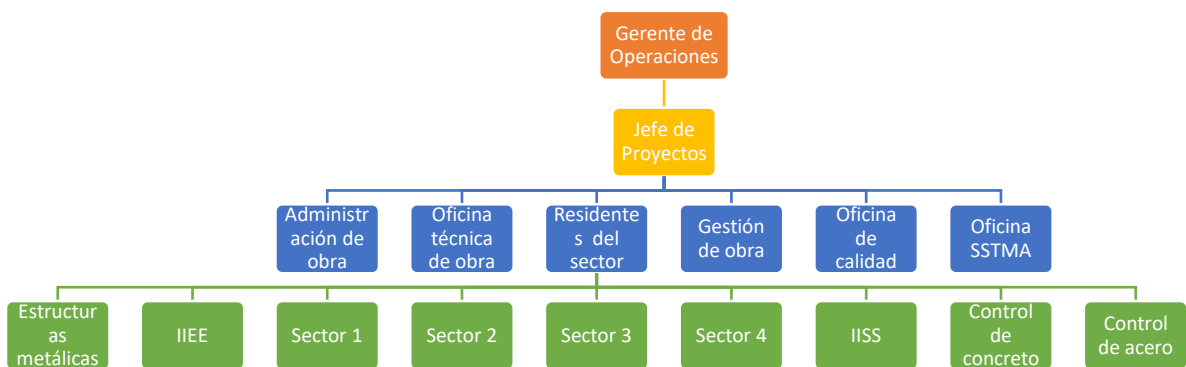 Gerente de
Operaciones
Jefe de
Proyectos
Administr
ación de
obra
Oficina
técnica
de obra
Residente
s del
sector
Gestión
de obra
Oficina
de
calidad
Oficina
SSTMA
Estructur
as
metálicas
IIEE
Sector 1
Sector 2
Sector 3
Sector 4
IISS
Control
de
concreto
Control
de acero